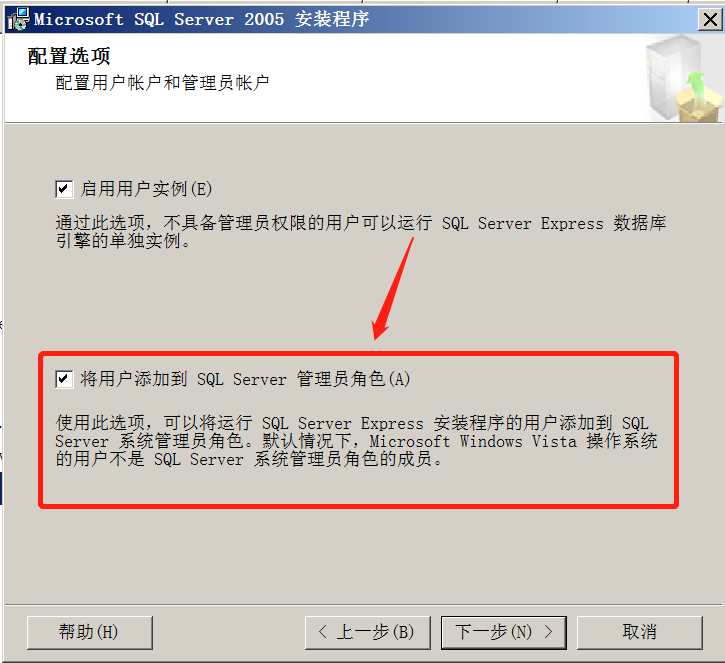 Microsoft SQL Server 2005 安装程序
配置选项
配置用户帐户和管理员帐户
启用用户实例(E)
通过此选项，不具备管理员权限的用户可以运行 SQL Server Express 数据库
引擎的单独实例。
将用户添加到 SQL Server 管理员角色(A)
使用此选项，可以将运行 SQL Server Express 安装程序的用户添加到 SQL
Server 系统管理员角色。默认情况下，Microsoft Windows Vista 操作系统
的用户不是 SQL Server 系统管理员角色的成员。
帮助(H)
< 上一步(B)
下一步(N) >
取消